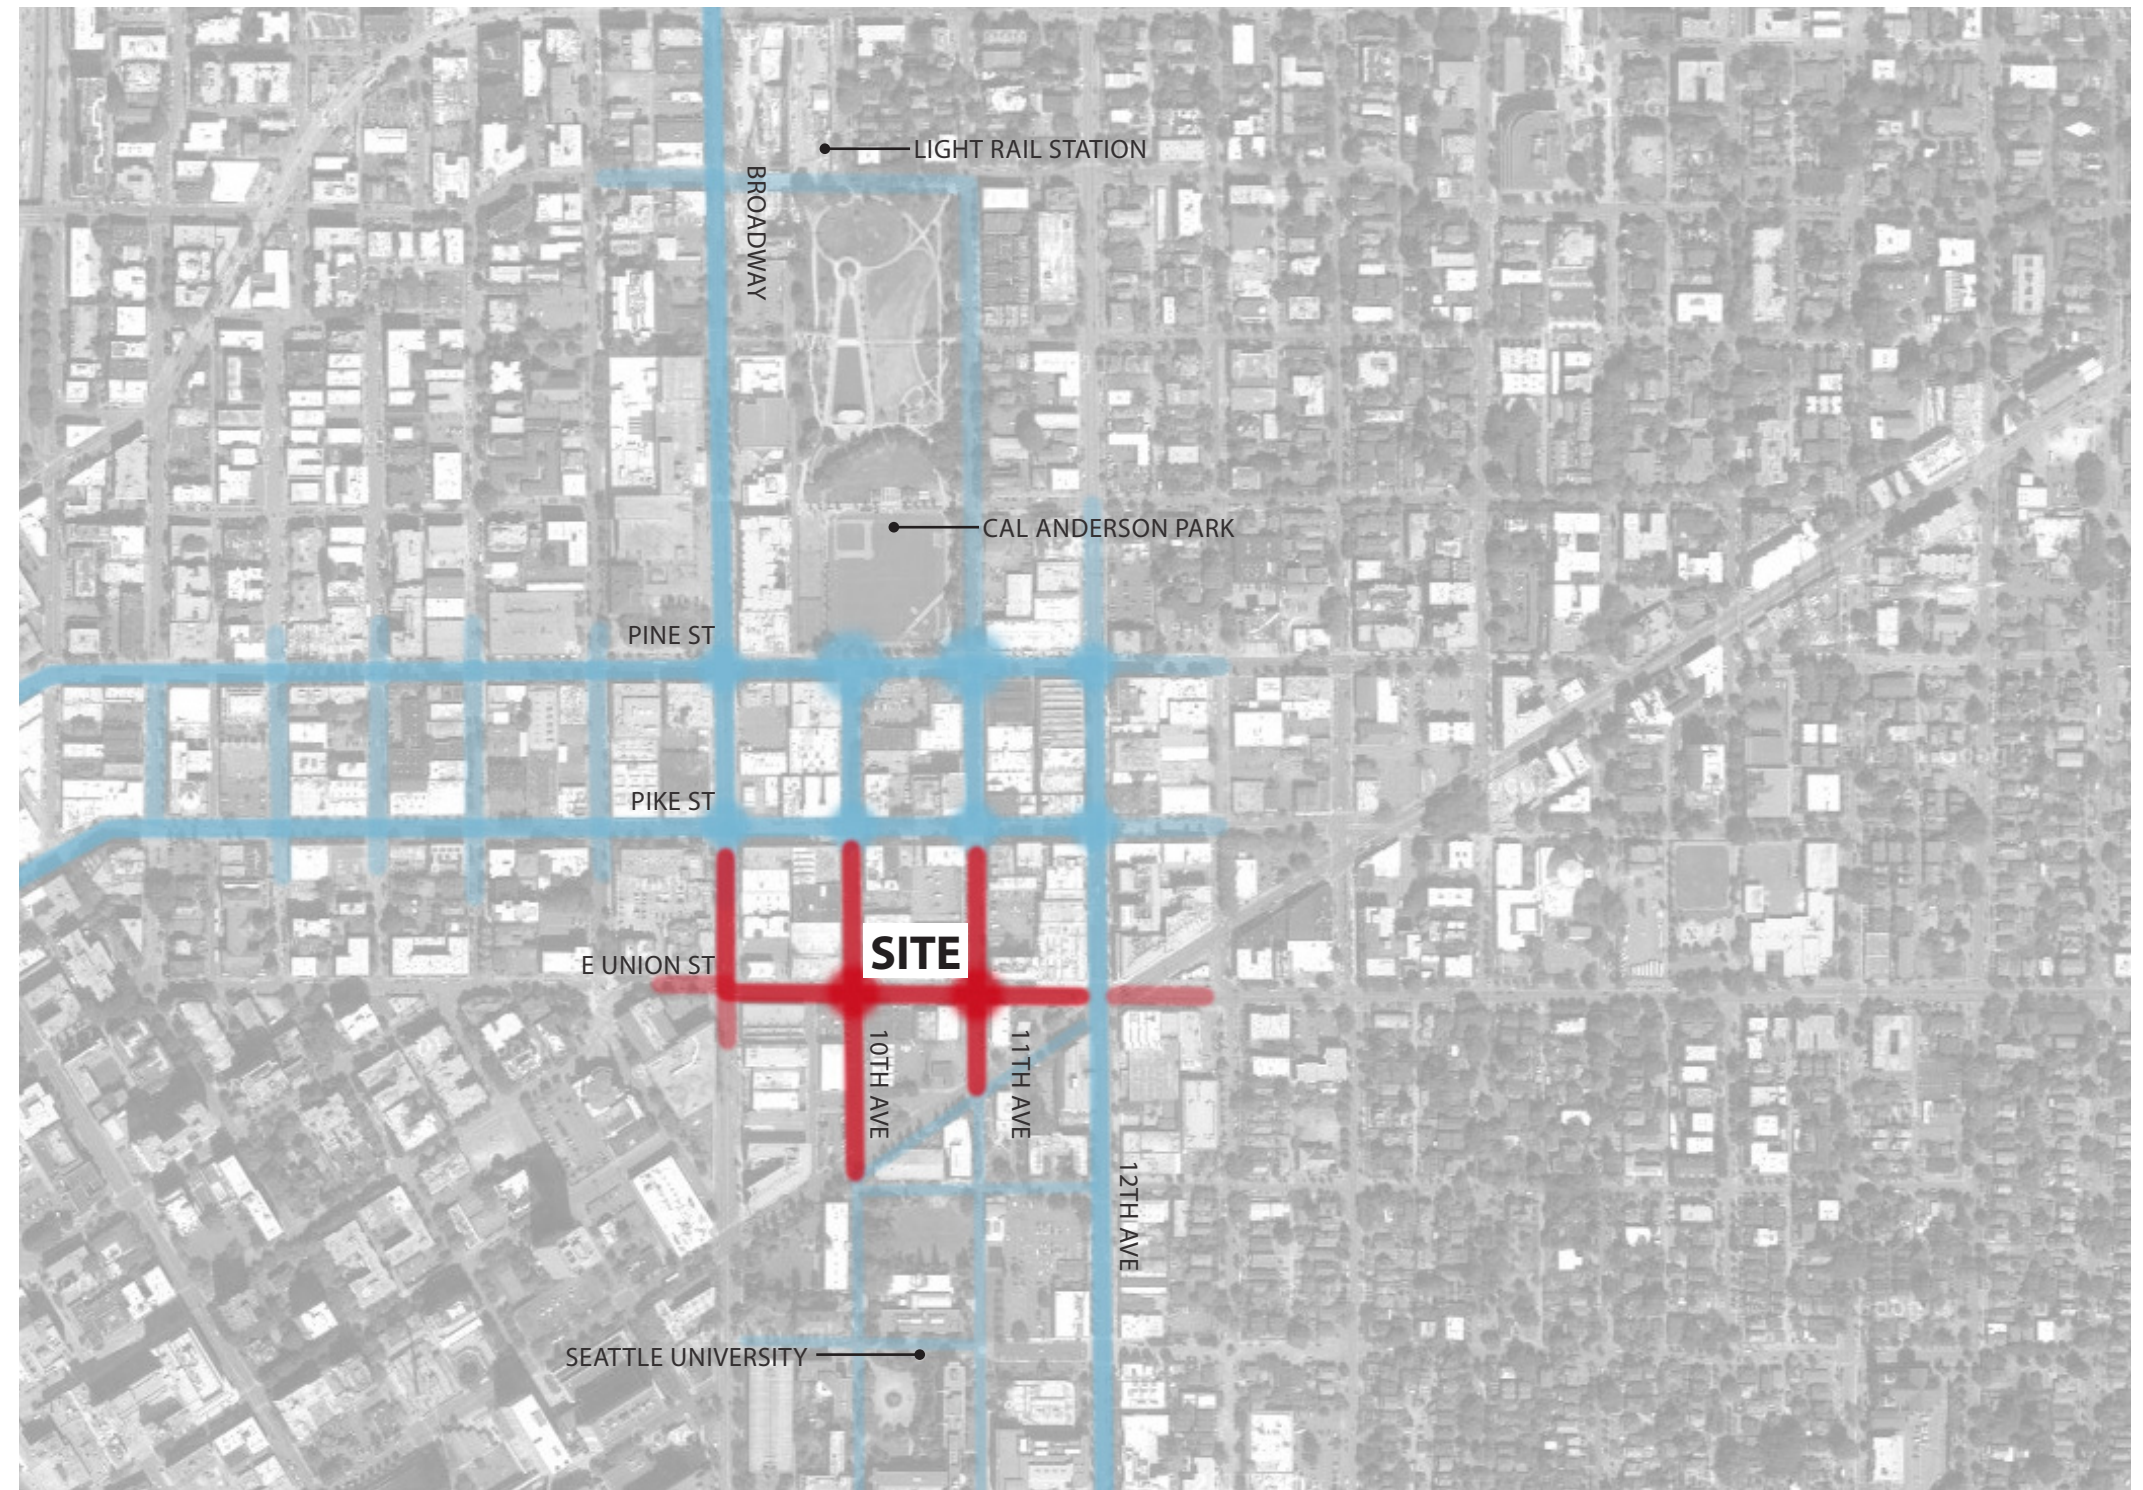 LIGHT RAIL STATION
BROADWAY
CAL ANDERSON PARK
PINE ST
PIKE ST
SITE
E UNION ST
10TH AVE
11TH AVE
12TH AVE
SEATTLE UNIVERSITY